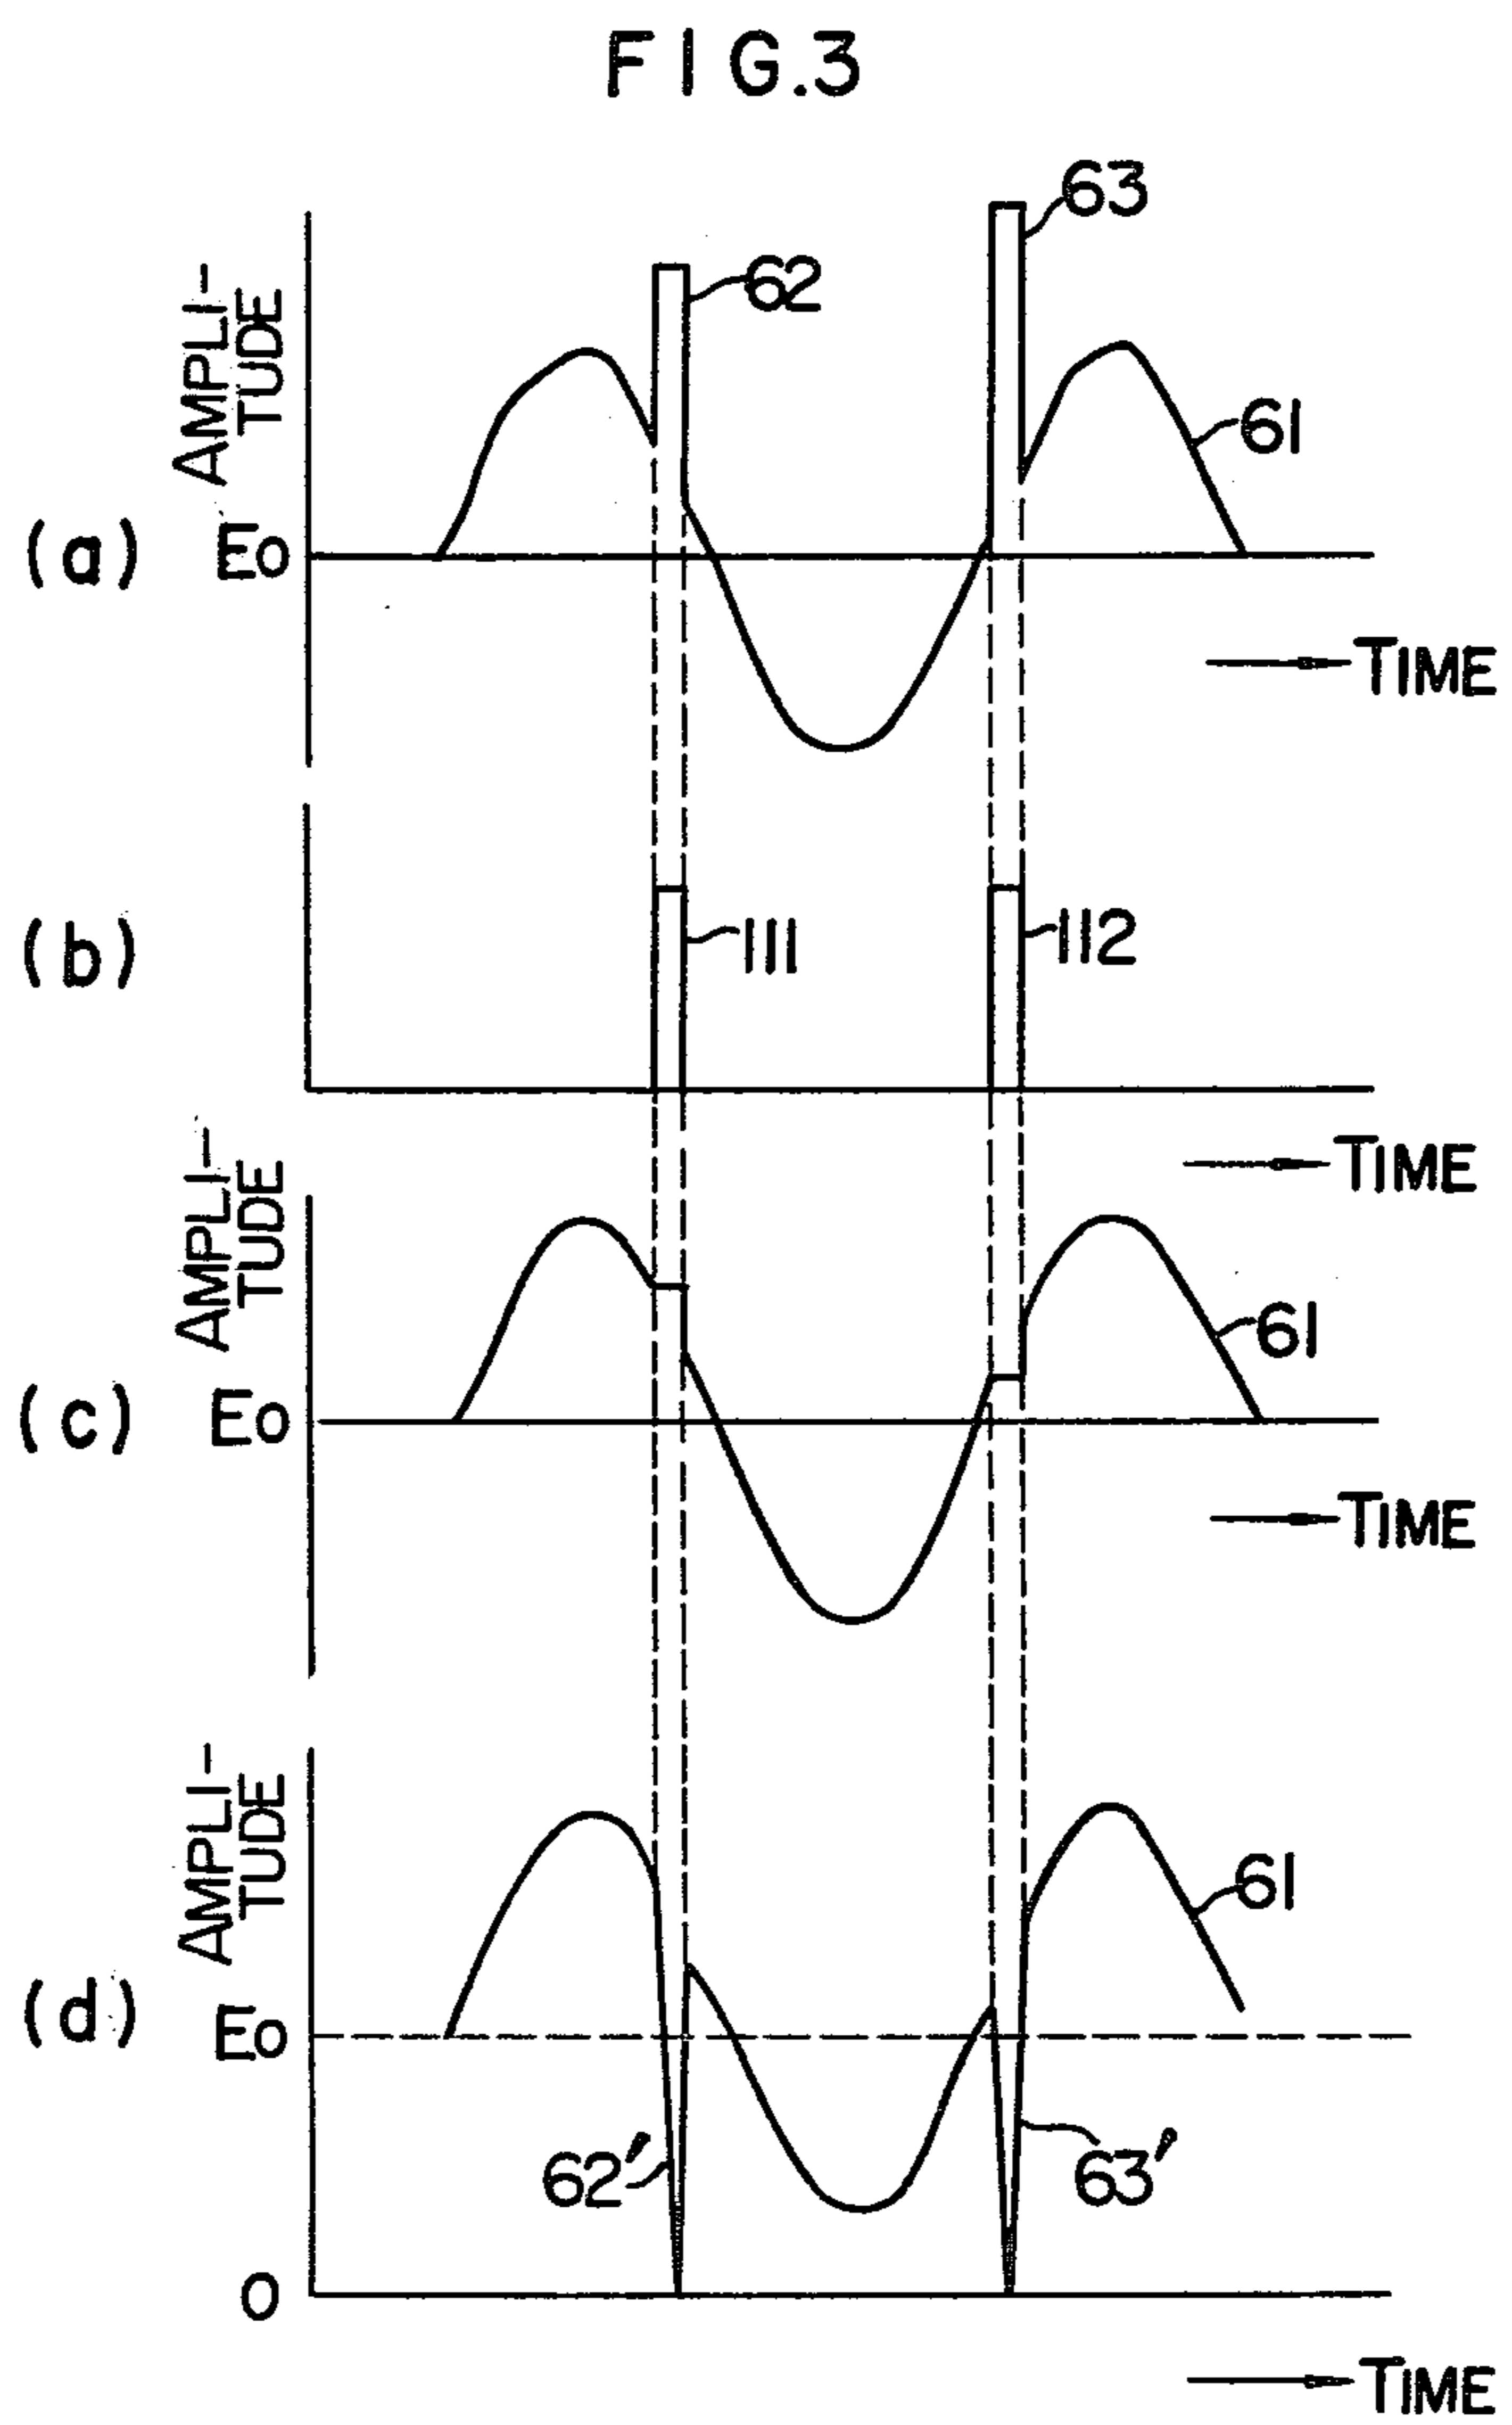 FIG.3
63
62
AMPLI-
TUDE
61
(a) Eo
TIME
(b)
111
112
TIME
AMPLI-
TUDE
61
(c) Eo
TIME
AMPLI-
TUDE
61
(d) Eo
62'
63'
0
TIME